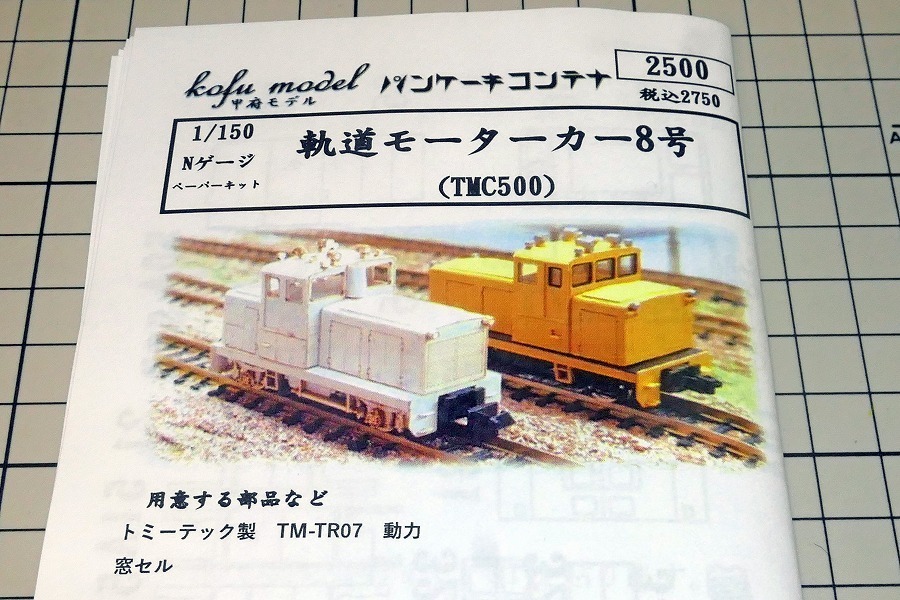 kofu model パンケーキコンテナ 2500
甲府モデル
税込2750
1/150
Nゲージ
ペーパーキット
軌道モーターカー8号
(TMC500)
用意する部品など
トミーテック製 TM-TR07 動力
窓セル